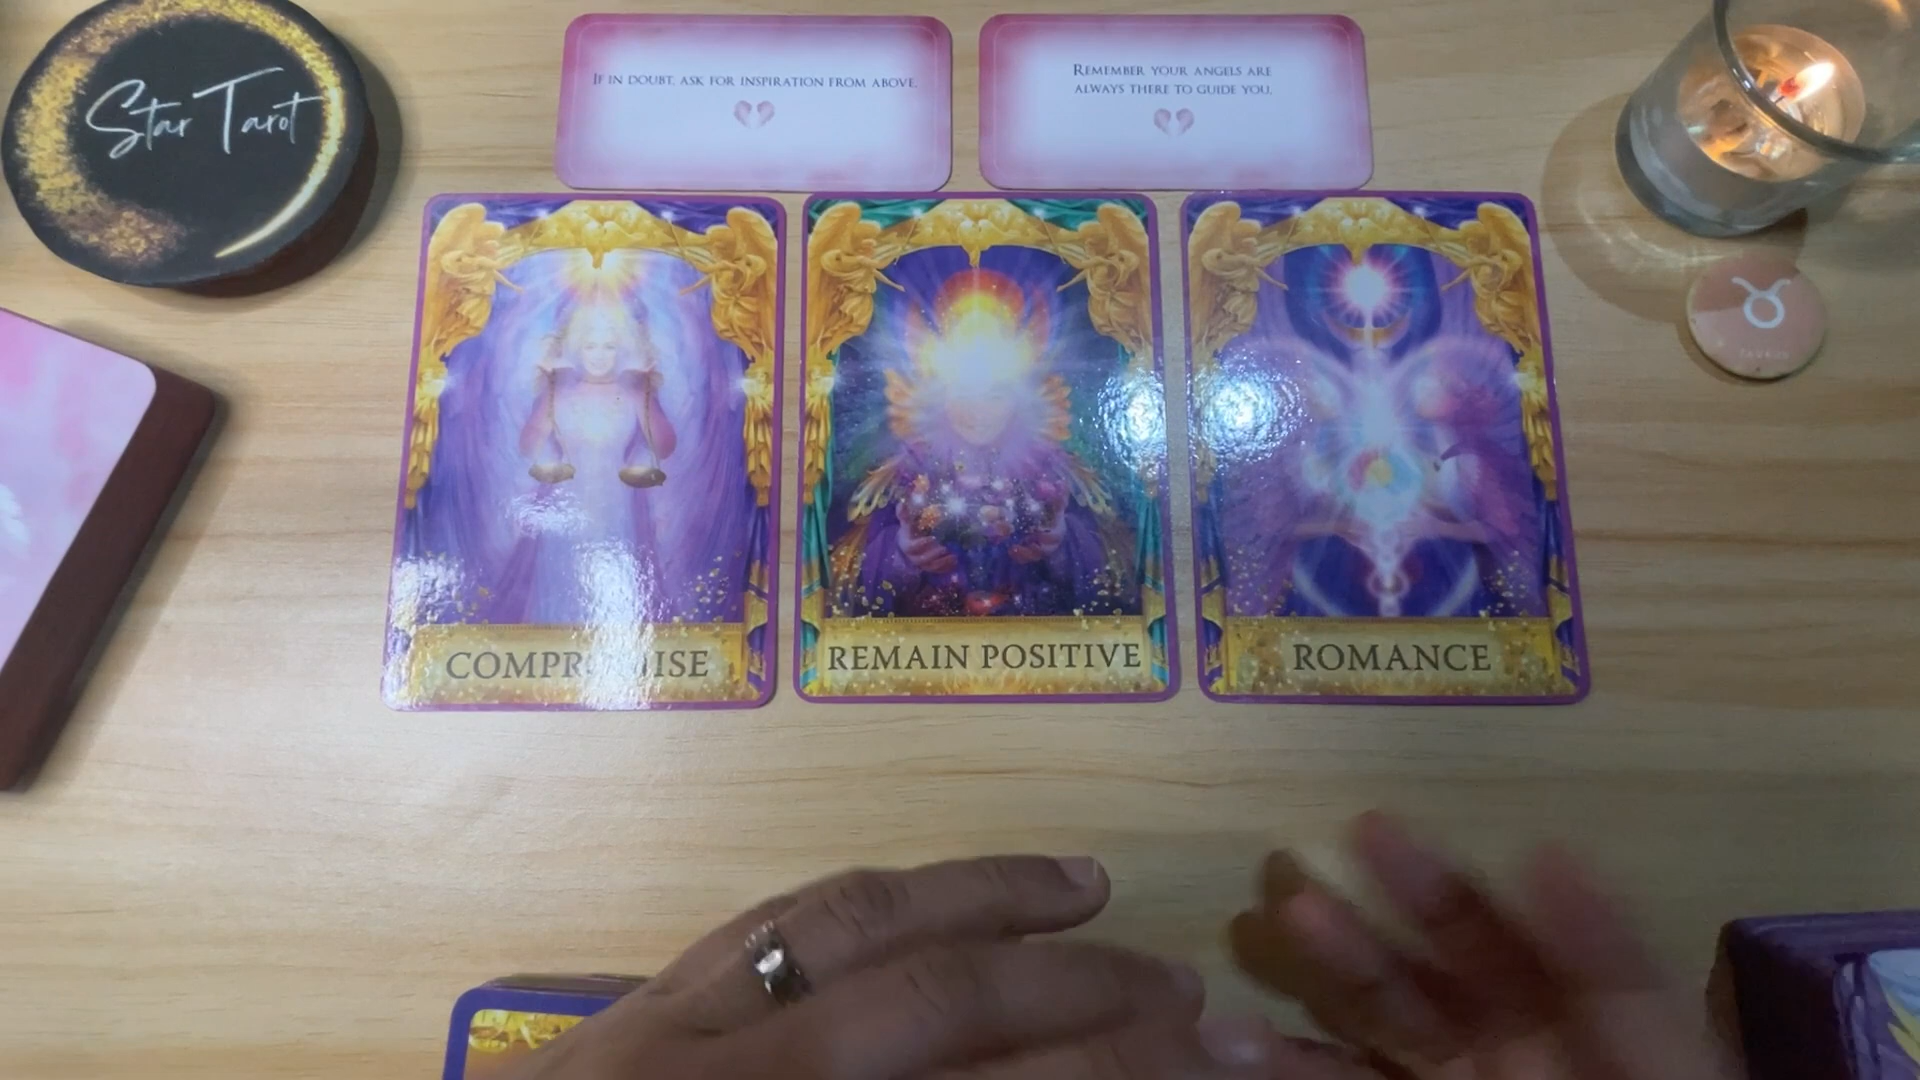 Star Tarot
IF IN DOUBT, ASK FOR INSPIRATION FROM ABOVE.
REMEMBER YOUR ANGELS ARE
ALWAYS THERE TO GUIDE YOU.
COMPROMISE
REMAIN POSITIVE
ROMANCE
TAURUS